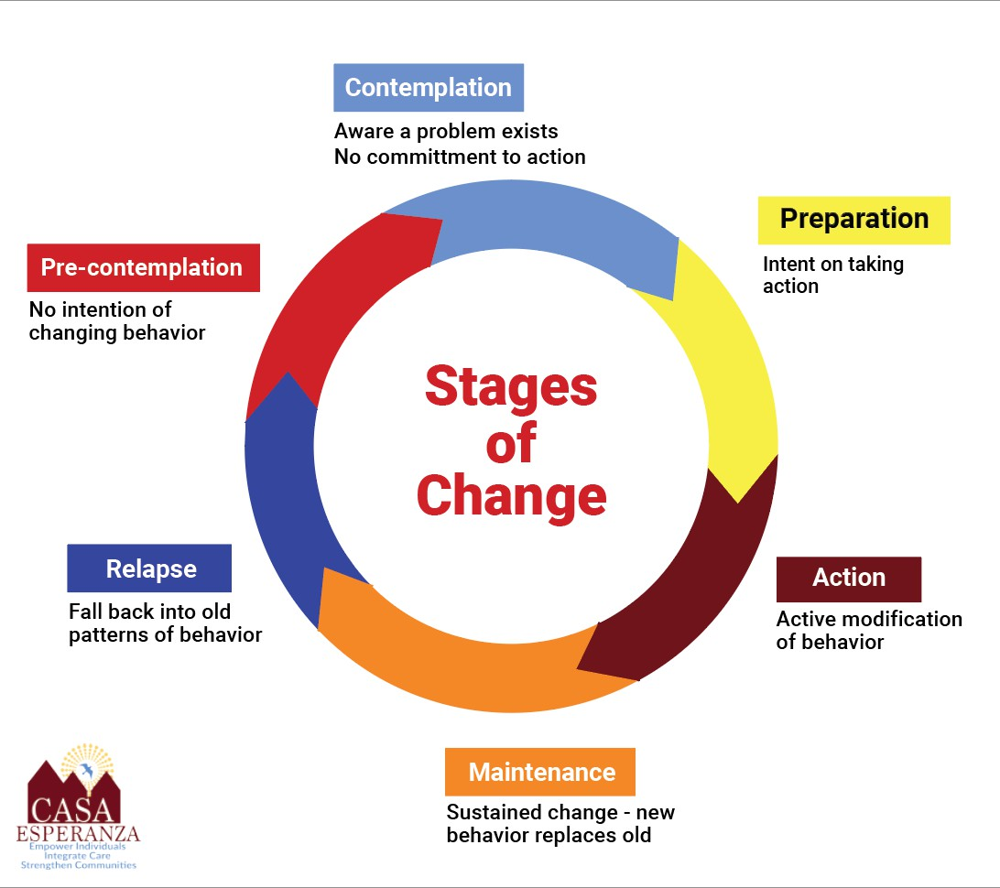 Contemplation
Aware a problem exists
No committment to action
Preparation
Intent on taking
action
Pre-contemplation
No intention of
changing behavior
Stages
of
Change
Relapse
Fall back into old
patterns of behavior
Action
Active modification
of behavior
Maintenance
Sustained change - new
behavior replaces old
CASA
ESPERANZA
Empower Individuals
Integrate Care
Strengthen Communities